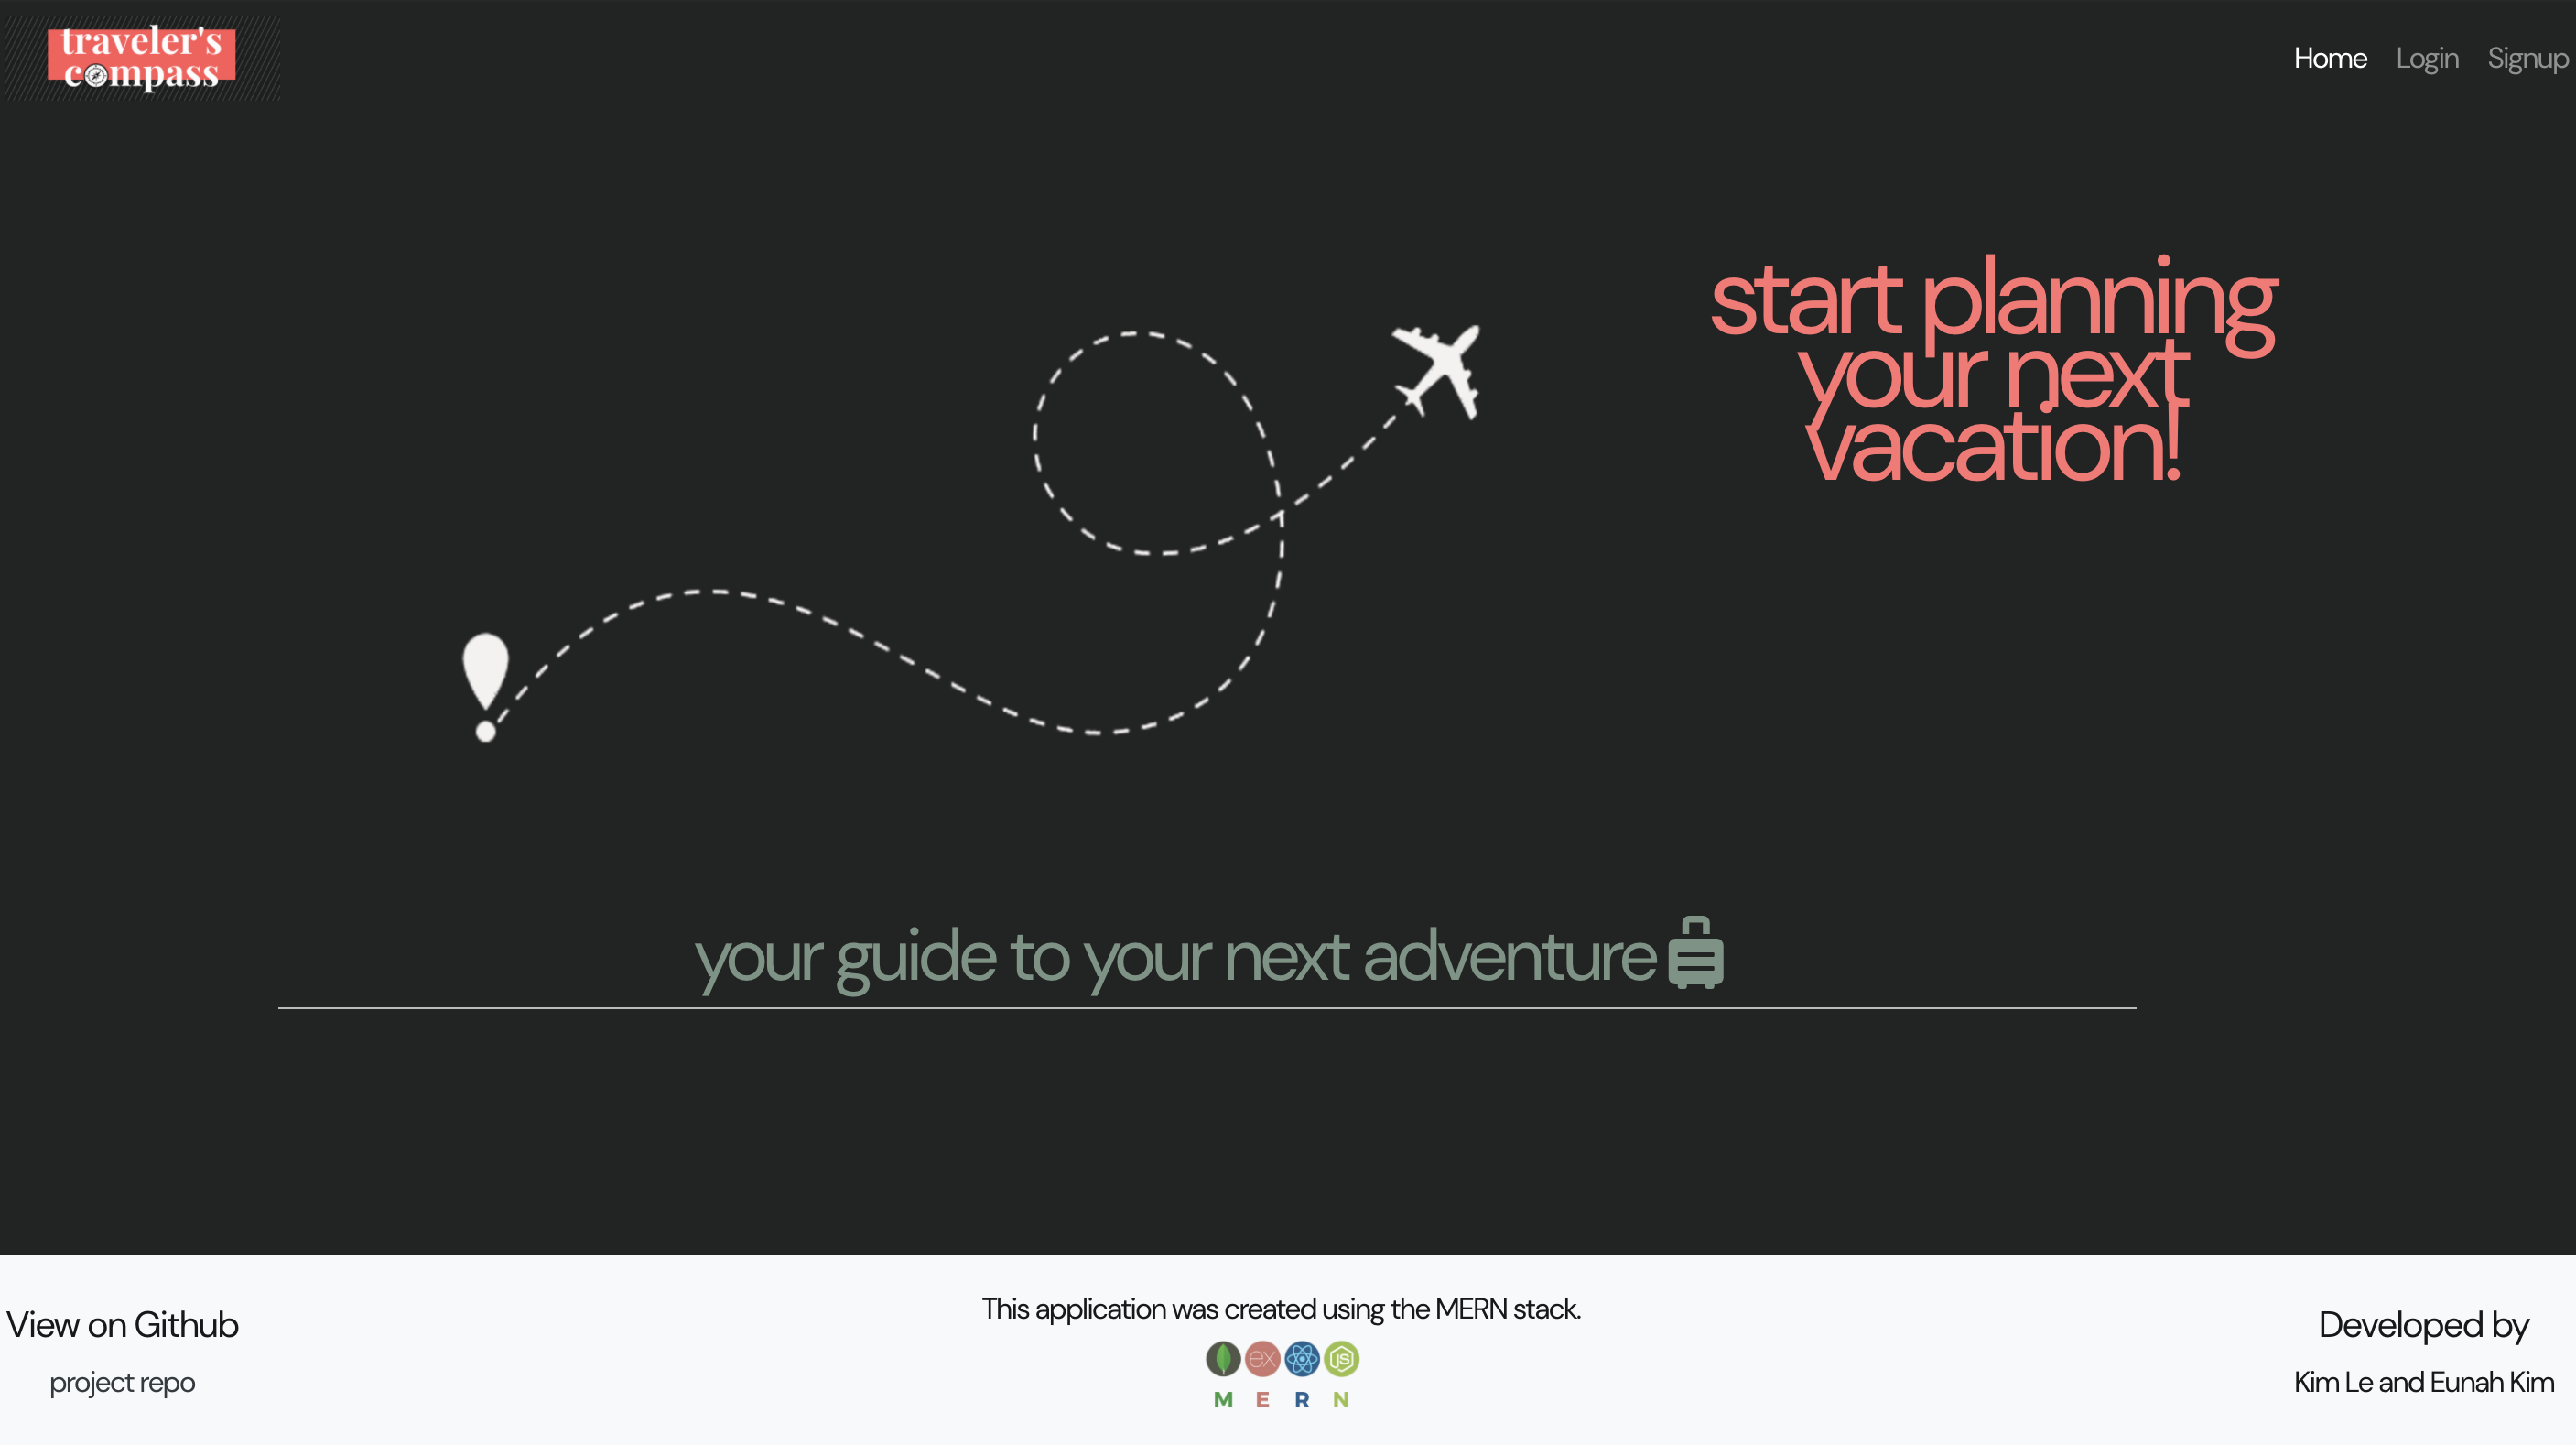 traveler's
compass
Home Login Signup
start planning
your next
vacation!
your guide to your next adventure
View on Github
project repo
This application was created using the MERN stack.
ex JS
M E R N
Developed by
Kim Le and Eunah Kim